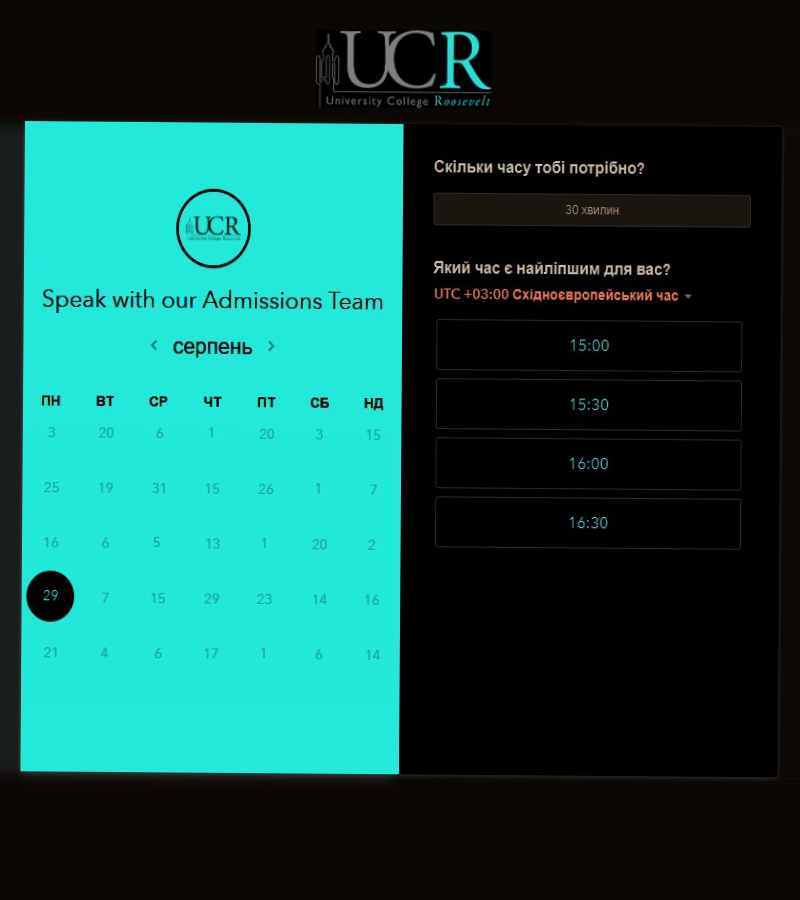 UCR
University College Roosevelt
UCR
University College Roosevelt
Speak with our Admissions Team
серпень
ПН ВТ СР ЧТ ПТ СБ НД
3 20 6 1 20 3 15
25 19 31 15 26 1 7
16 6 5 13 1 20 2
29 7 15 29 23 14 16
21 4 6 17 1 6 14
Скільки часу тобі потрібно?
30 хвилин
Який час є найліпшим для вас?
UTC +03:00 Східноєвропейський час
15:00
15:30
16:00
16:30